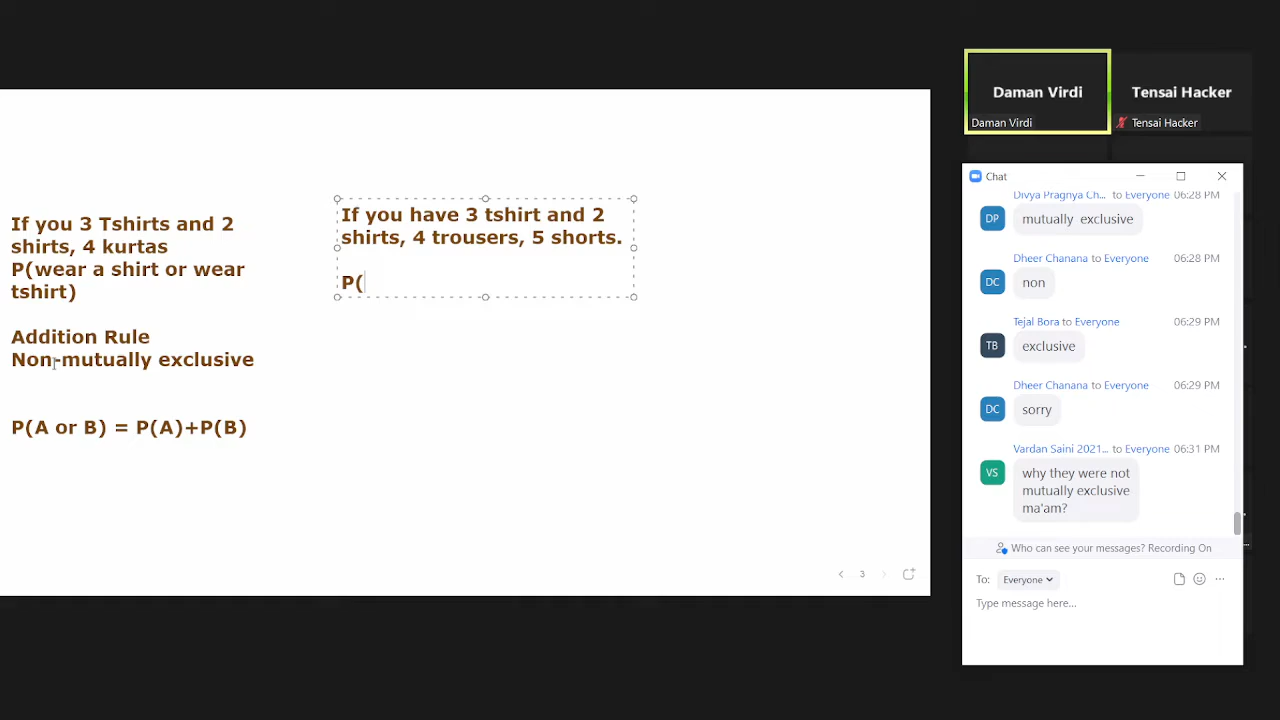 If you 3 Tshirts and 2
shirts, 4 kurtas
P(wear a shirt or wear
tshirt)
Addition Rule
Non-mutually exclusive
P(A or B) = P(A)+P(B)
If you have 3 tshirt and 2
shirts, 4 trousers, 5 shorts.
P(
3
Daman Virdi
Daman Virdi
Tensai Hacker
Tensai Hacker
Chat
Divya Pragnya Ch... to Everyone 06:28 PM
DP
mutually exclusive
Dheer Chanana to Everyone 06:28 PM
DC
non
Tejal Bora to Everyone 06:29 PM
TB
exclusive
Dheer Chanana to Everyone 06:29 PM
DC
sorry
Vardan Saini 2021... to Everyone 06:31 PM
VS
why they were not
mutually exclusive
ma'am?
Who can see your messages? Recording On
To: Everyone
Type message here...